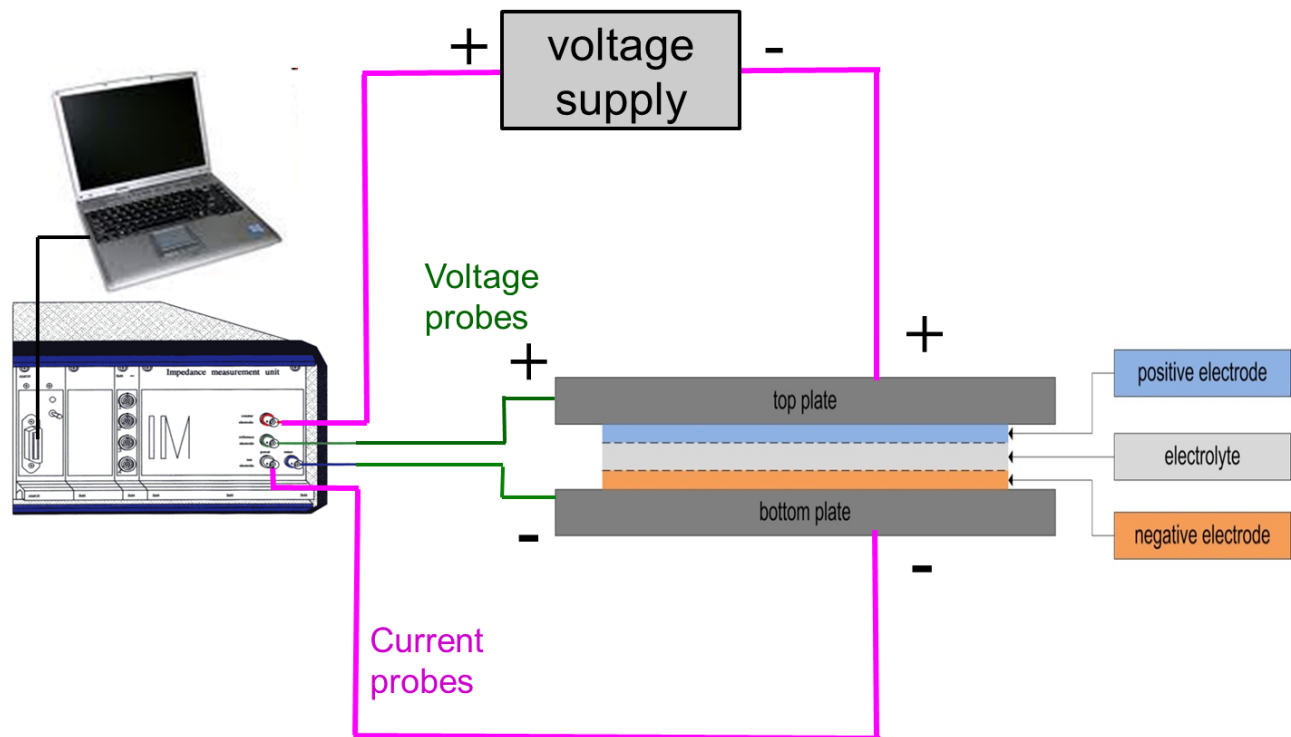 +
voltage
supply
-
Voltage
probes
+
+
Impedance measurement unit
IM
top plate
bottom plate
-
-
positive electrode
electrolyte
negative electrode
Current
probes